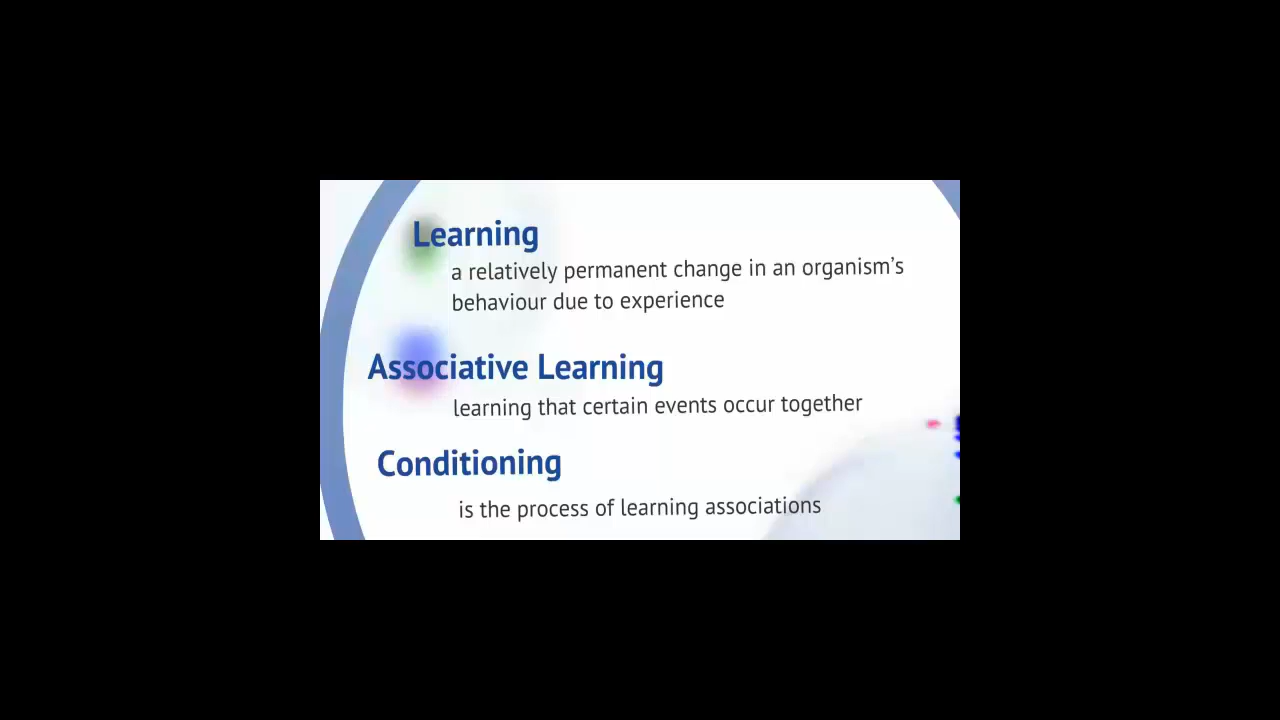 Learning
a relatively permanent change in an organism's
behaviour due to experience
Associative Learning
learning that certain events occur together
Conditioning
is the process of learning associations